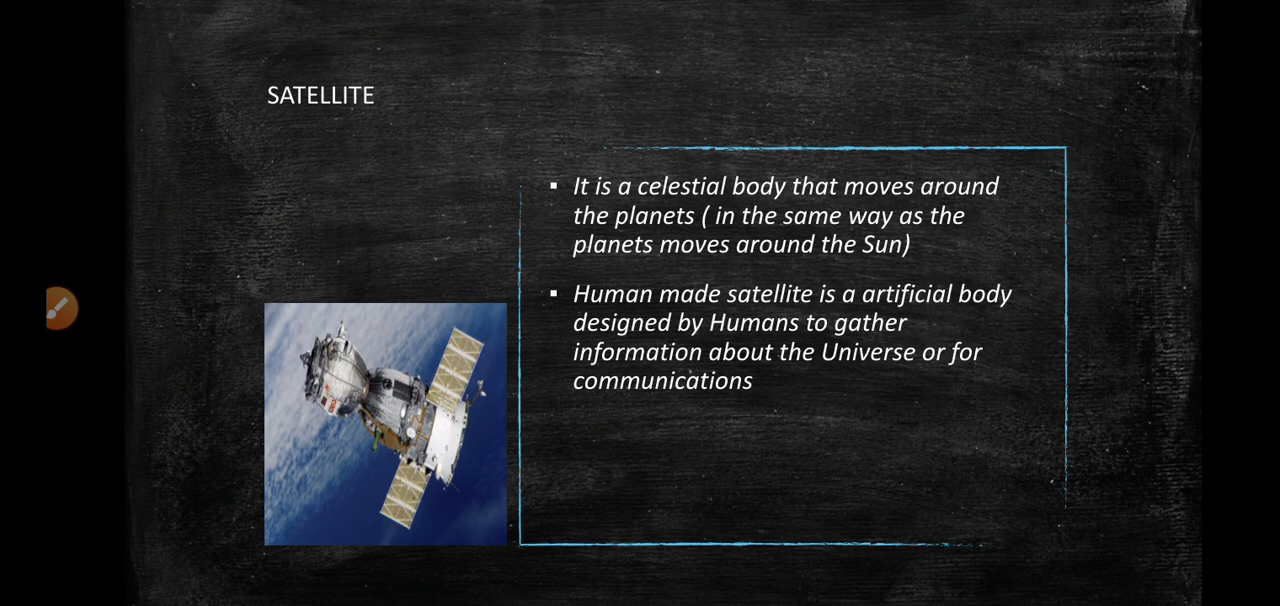 SATELLITE
▪ It is a celestial body that moves around
the planets ( in the same way as the
planets moves around the Sun)
▪ Human made satellite is a artificial body
designed by Humans to gather
information about the Universe or for
communications